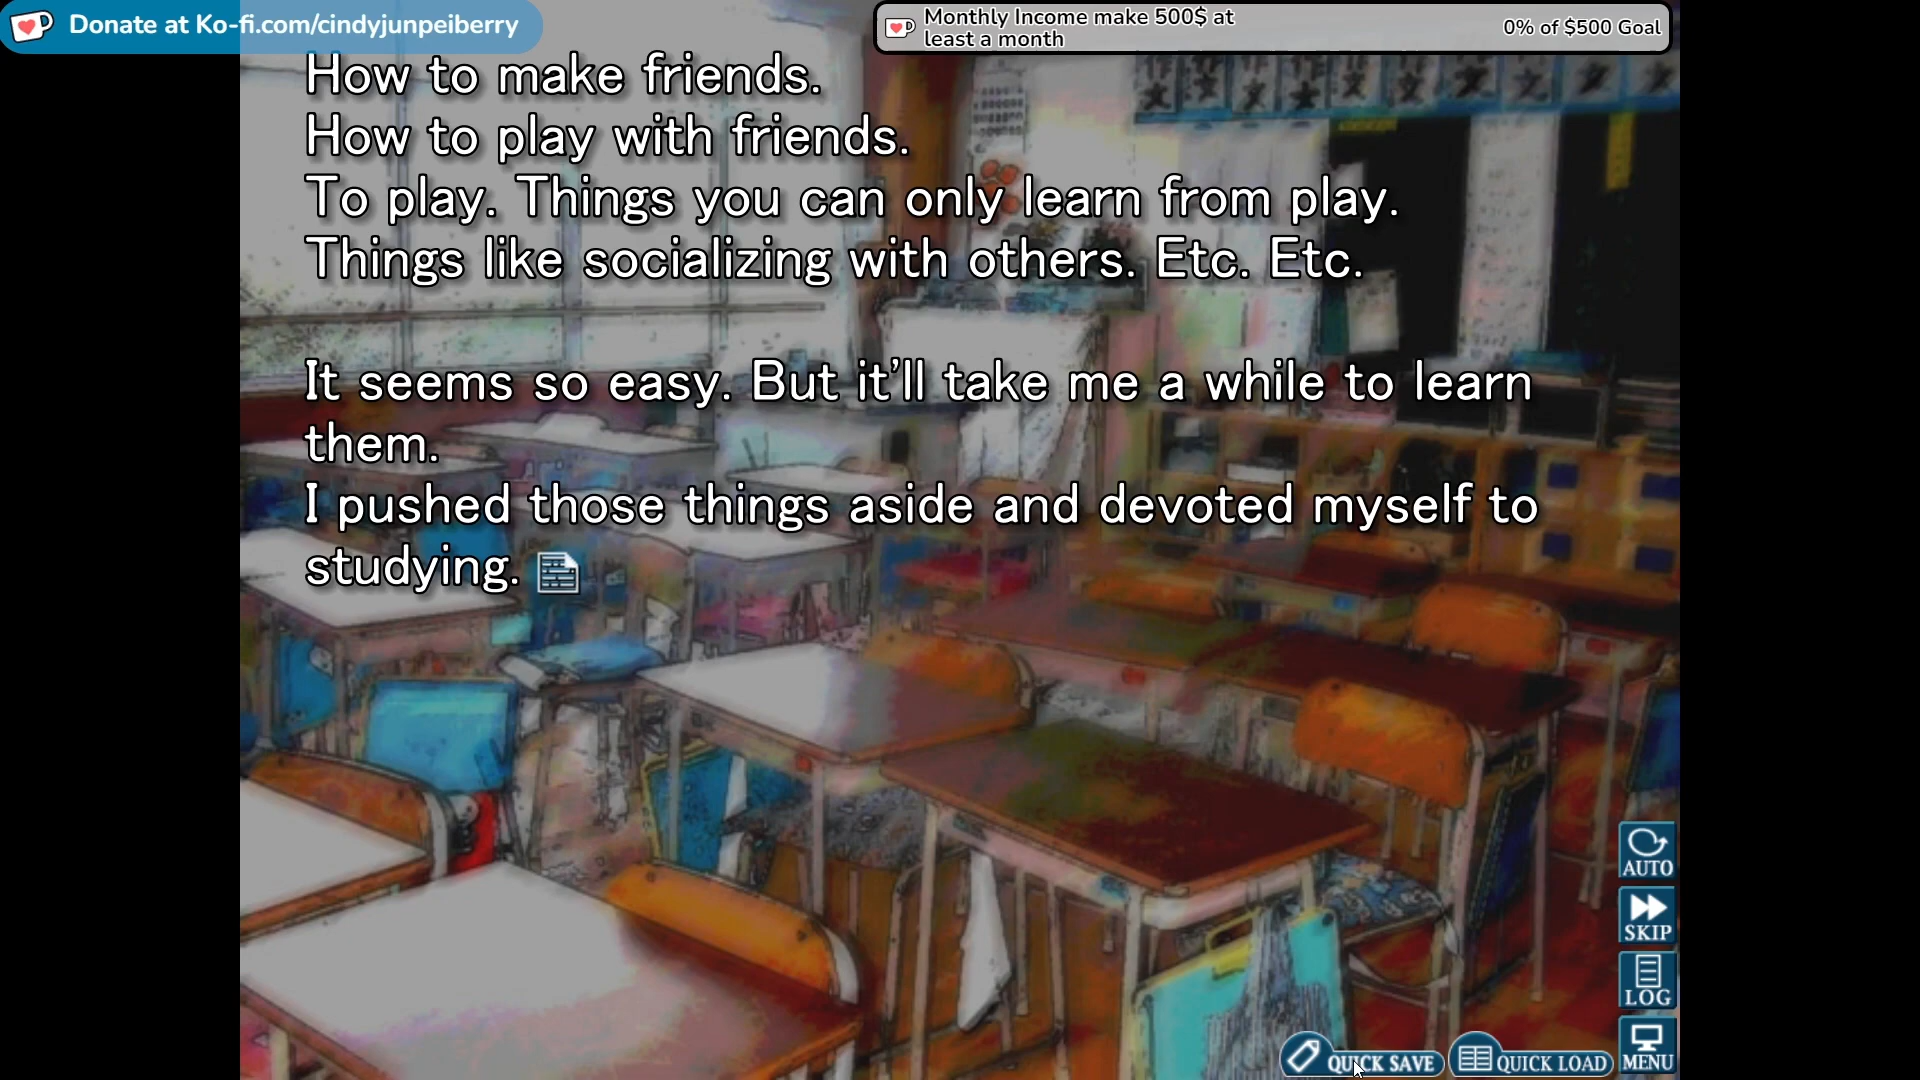 Donate at Ko-fi.com/cindyjunpeiberry
Monthly Income make 500$ at
least a month
0% of $500 Goal
How to make friends.
How to play with friends.
To play. Things you can only learn from play.
Things like socializing with others. Etc. Etc.
It seems so easy. But it'll take me a while to learn
them.
I pushed those things aside and devoted myself to
studying.
AUTO
SKIP
LOG
MENU
QUICK SAVE
QUICK LOAD